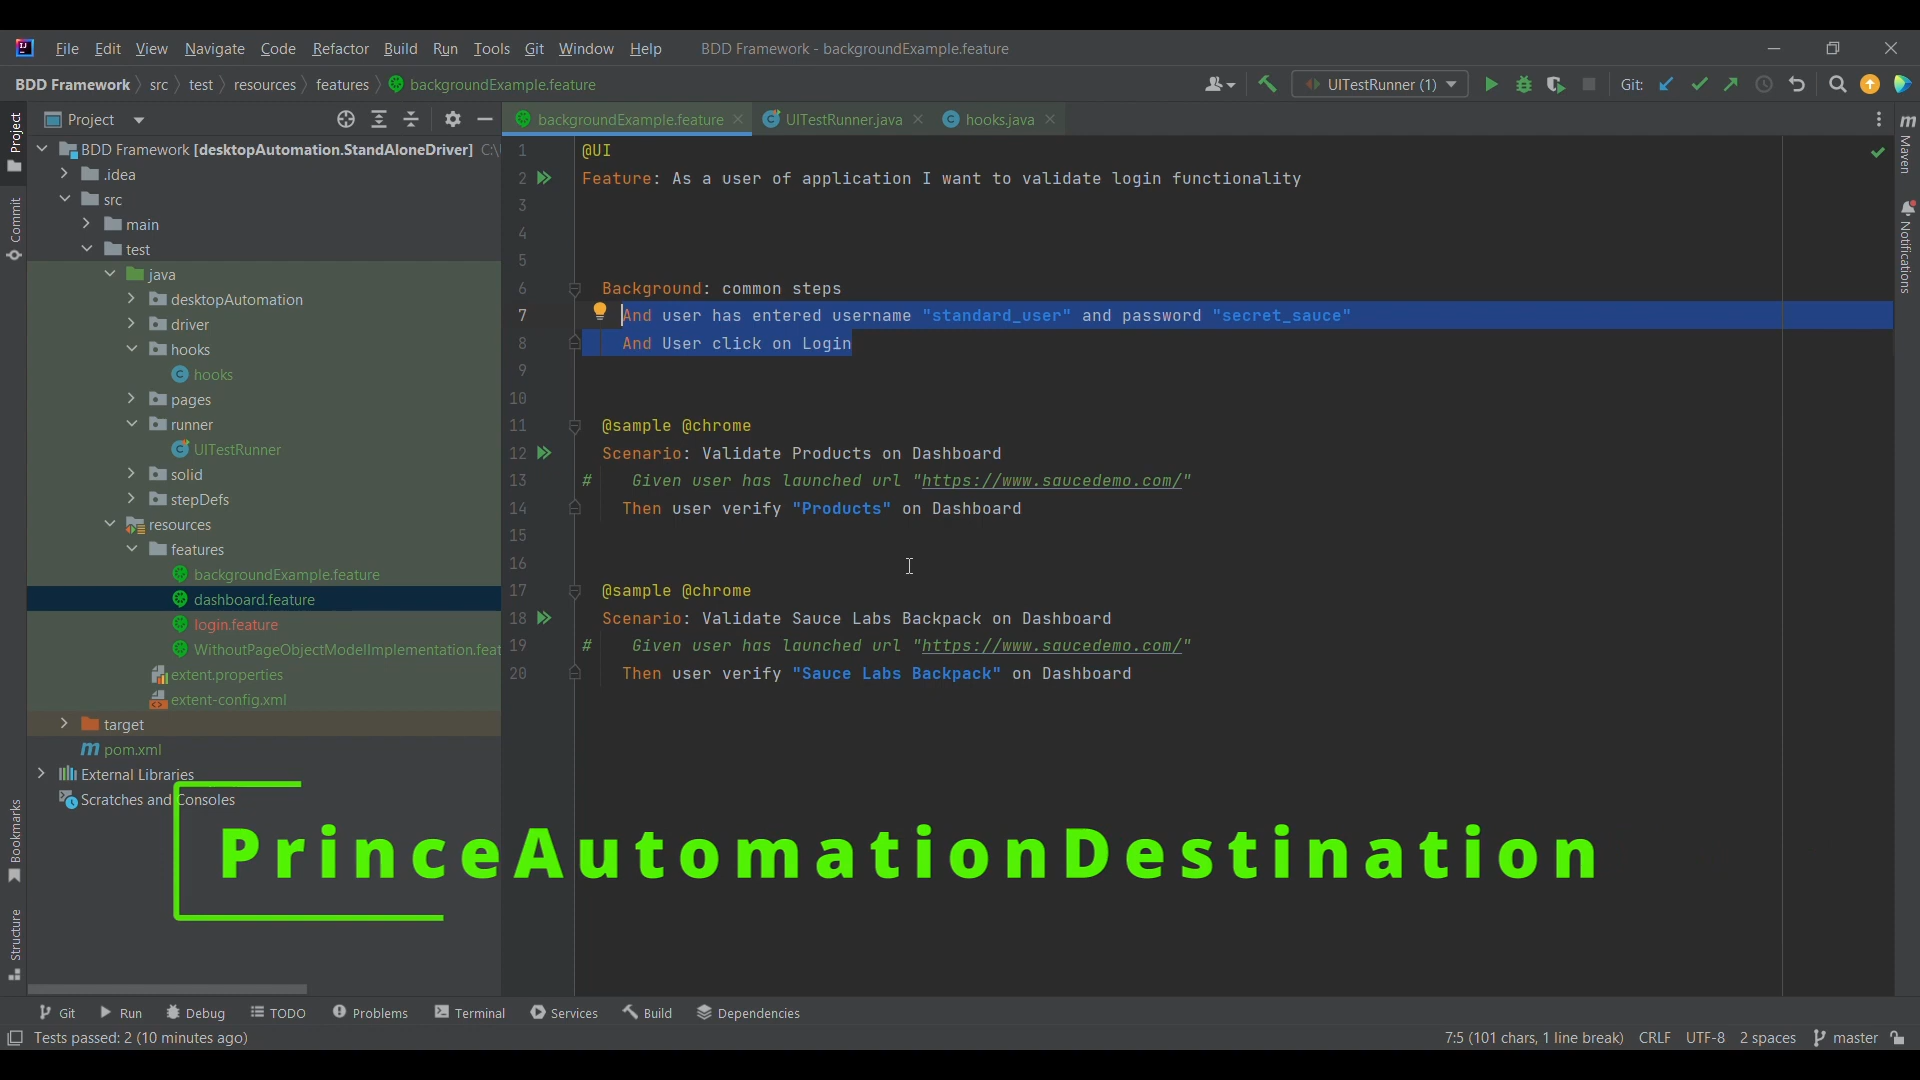 File Edit View Navigate Code Refactor Build Run Tools Git Window Help BDD Framework - backgroundExample.feature
BDD Framework src test resources features backgroundExample.feature UITestRunner (1) Git:
Project backgroundExample.feature UITestRunner.java hooks.java
Project
Commit
Bookmarks
Structure
BDD Framework [desktopAutomation.StandAloneDriver] C:\
.idea
src
main
test
java
desktopAutomation
driver
hooks
hooks
pages
runner
UITestRunner
solid
stepDefs
resources
features
backgroundExample.feature
dashboard.feature
login.feature
WithoutPageObjectModelImplementation.feat
extent.properties
extent-config.xml
target
pom.xml
External Libraries
Scratches and Consoles
1 @UI
2 Feature: As a user of application I want to validate login functionality
3
4
5
6 Background: common steps
7 And user has entered username "standard_user" and password "secret_sauce"
8 And User click on Login
9
10
11 @sample @chrome
12 Scenario: Validate Products on Dashboard
13 # Given user has launched url "https://www.saucedemo.com/"
14 Then user verify "Products" on Dashboard
15
16
17 @sample @chrome
18 Scenario: Validate Sauce Labs Backpack on Dashboard
19 # Given user has launched url "https://www.saucedemo.com/"
20 Then user verify "Sauce Labs Backpack" on Dashboard
Maven
Notifications
PrinceAutomationDestination
Git Run Debug TODO Problems Terminal Services Build Dependencies
Tests passed: 2 (10 minutes ago) 7:5 (101 chars, 1 line break) CRLF UTF-8 2 spaces master